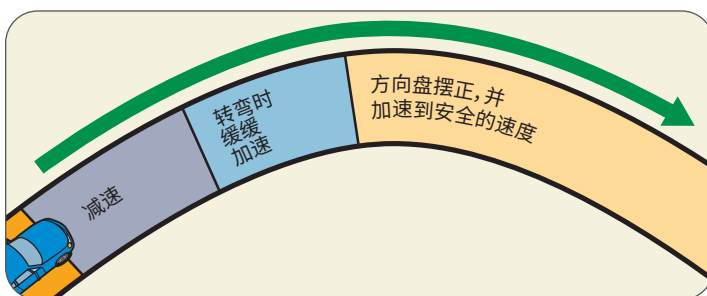 减速
转弯时
缓缓
加速
方向盘摆正，并
加速到安全的速度